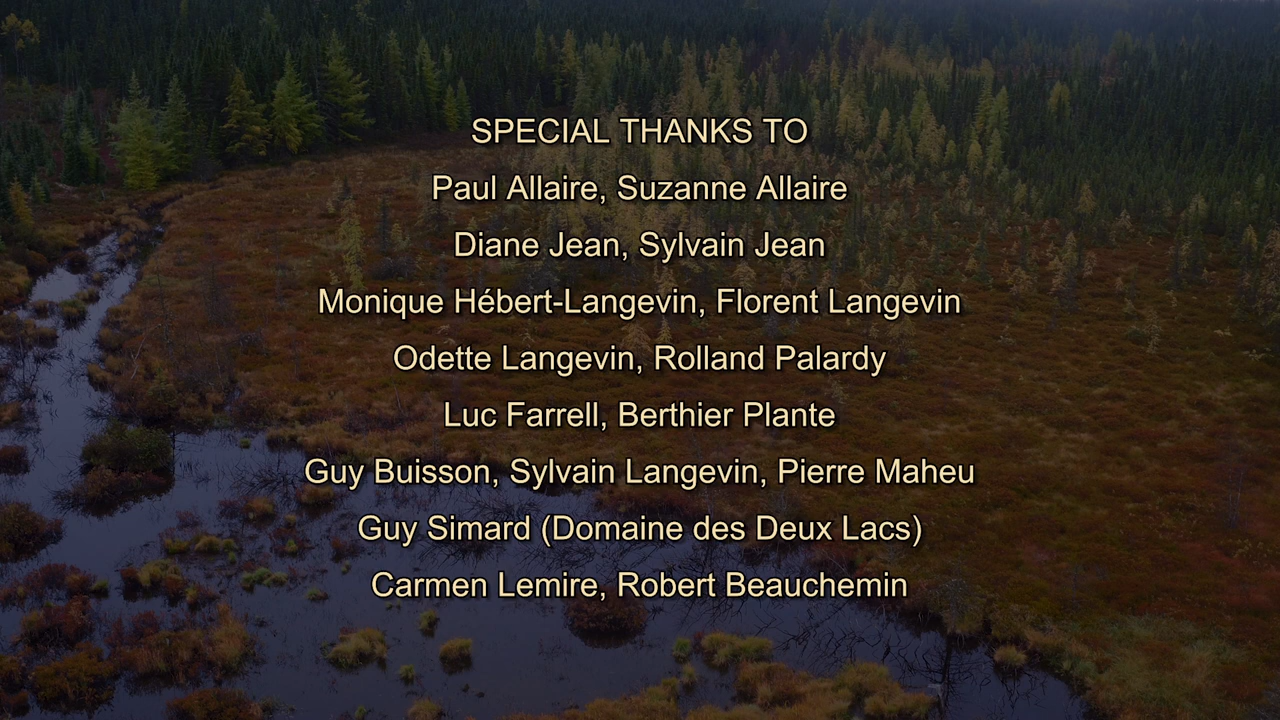 SPECIAL THANKS TO
Paul Allaire, Suzanne Allaire
Diane Jean, Sylvain Jean
Monique Hébert-Langevin, Florent Langevin
Odette Langevin, Rolland Palardy
Luc Farrell, Berthier Plante
Guy Buisson, Sylvain Langevin, Pierre Maheu
Guy Simard (Domaine des Deux Lacs)
Carmen Lemire, Robert Beauchemin